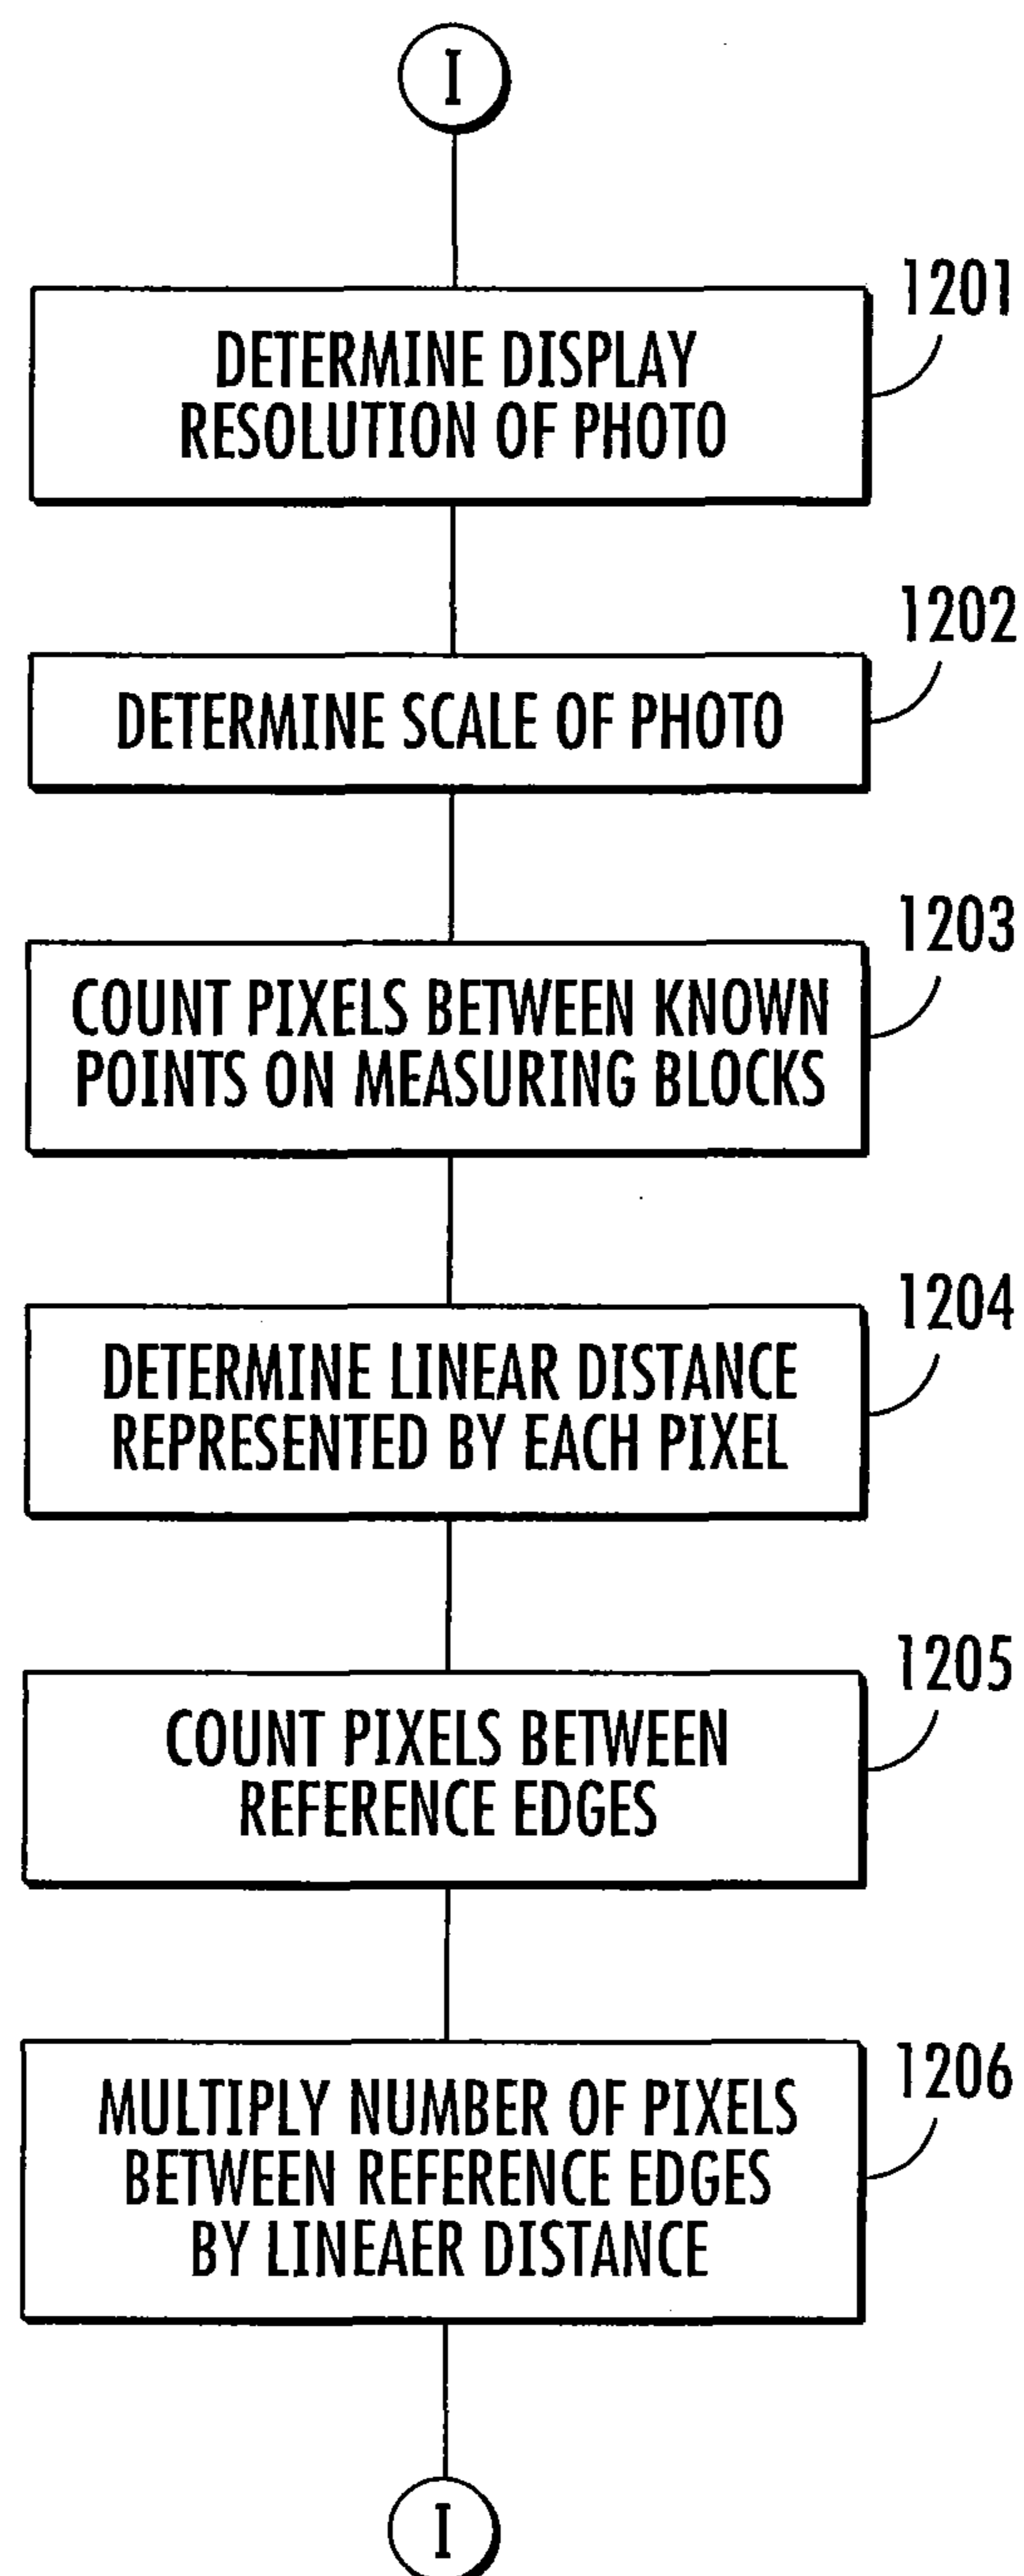 I
1201
DETERMINE DISPLAY
RESOLUTION OF PHOTO
1202
DETERMINE SCALE OF PHOTO
1203
COUNT PIXELS BETWEEN KNOWN
POINTS ON MEASURING BLOCKS
1204
DETERMINE LINEAR DISTANCE
REPRESENTED BY EACH PIXEL
1205
COUNT PIXELS BETWEEN
REFERENCE EDGES
1206
MULTIPLY NUMBER OF PIXELS
BETWEEN REFERENCE EDGES
BY LINEAER DISTANCE
I